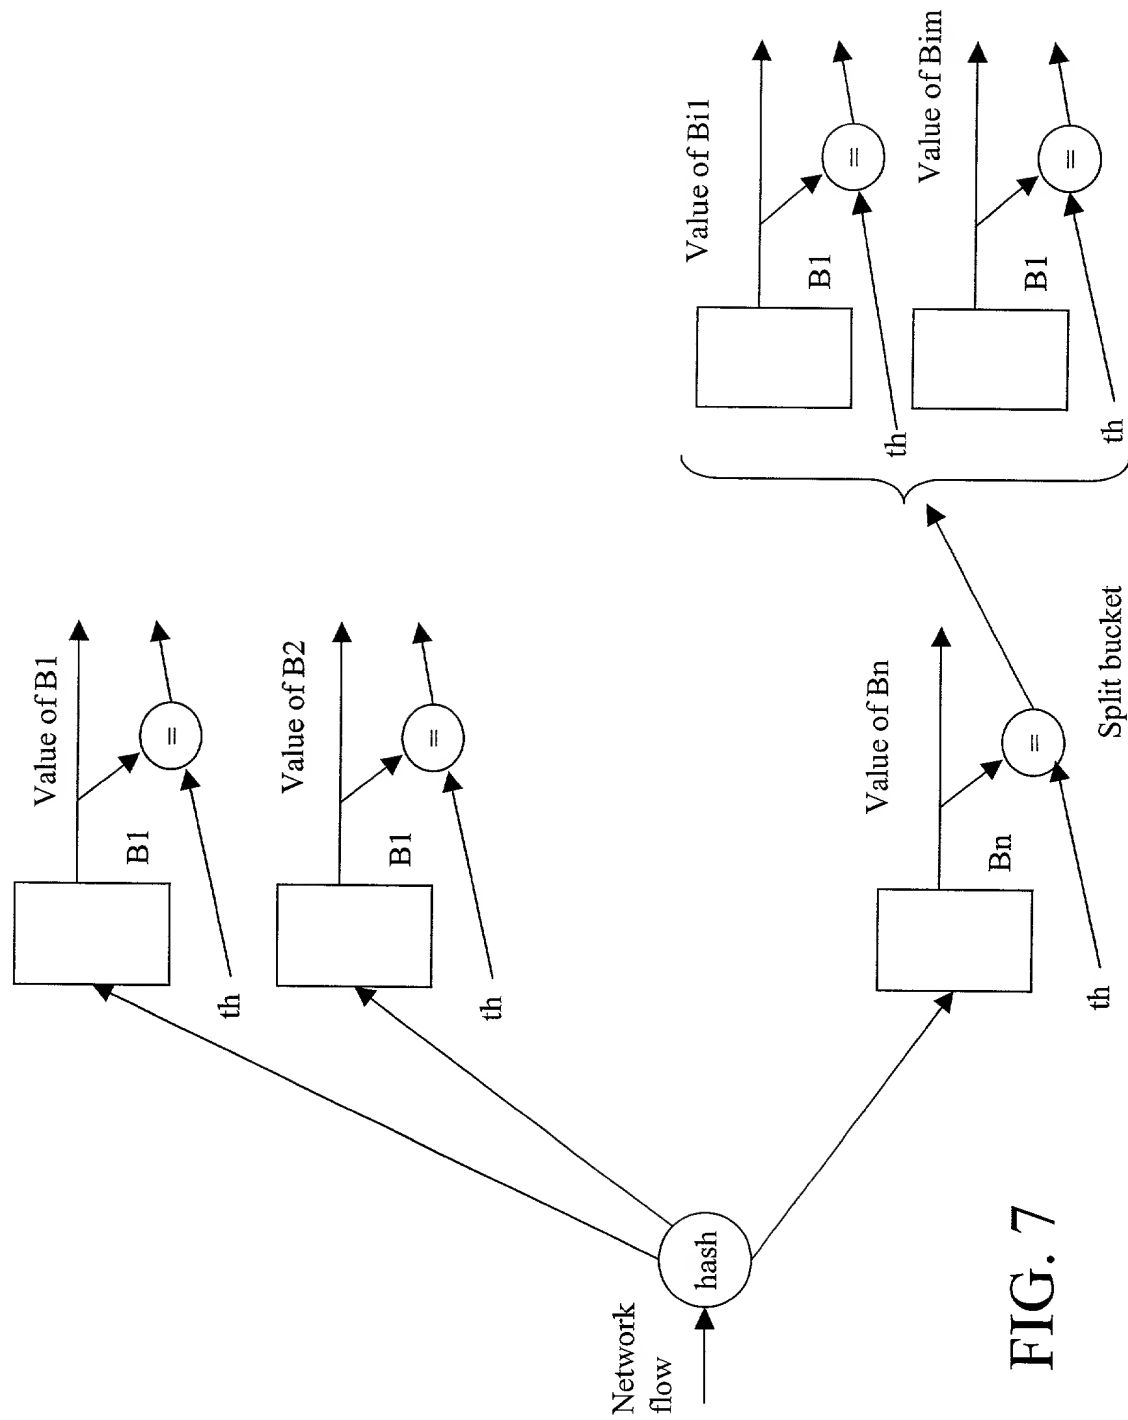 Network
flow
hash
Value of B1
B1
th
Value of B2
B1
th
Value of Bn
Bn
th
Split bucket
Value of Bi1
B1
th
Value of Bim
B1
th
=
=
=
=
=
FIG. 7